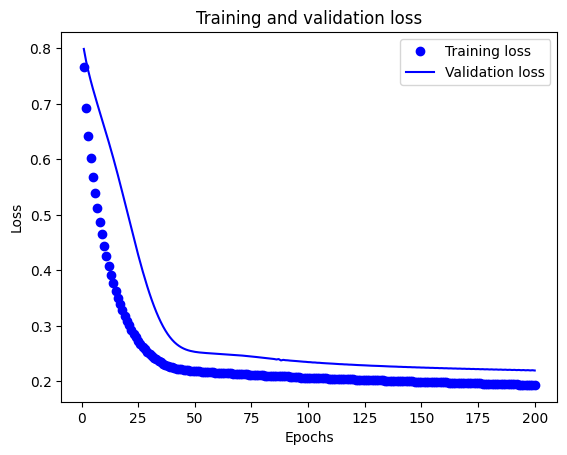 Training and validation loss
Training loss
Validation loss
Loss
0.8
0.7
0.6
0.5
0.4
0.3
0.2
0 25 50 75 100 125 150 175 200
Epochs